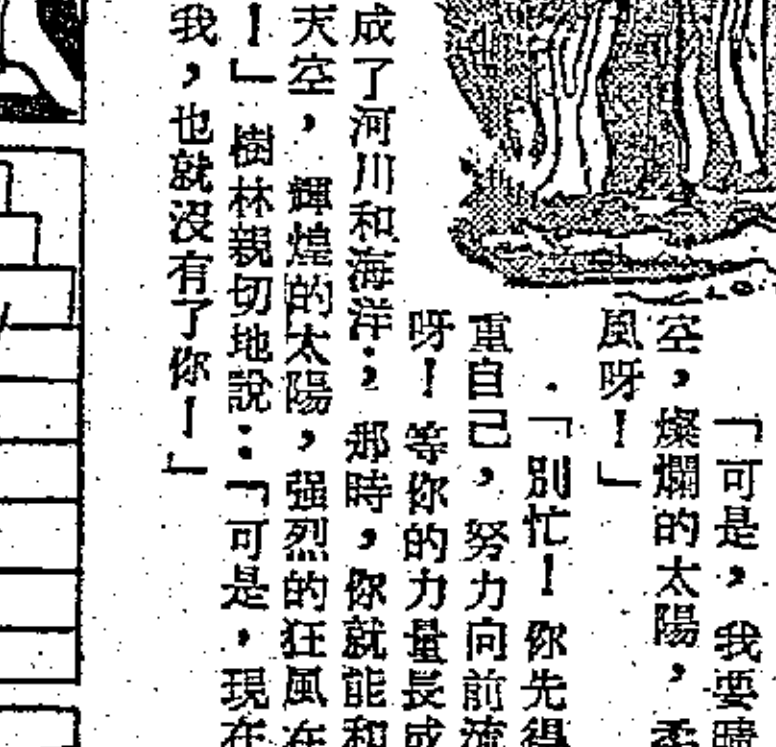 「可是，我要晴
空，燦爛的太陽，柔
風呀！」
「別忙！你先得
重自己，努力向前流
呀！等你的力量長成
成了河川和海洋；那時，你就能和
天空，輝煌的太陽，强烈的狂風在
！」樹林親切地說：「可是，現在
我，也就沒有了你！」